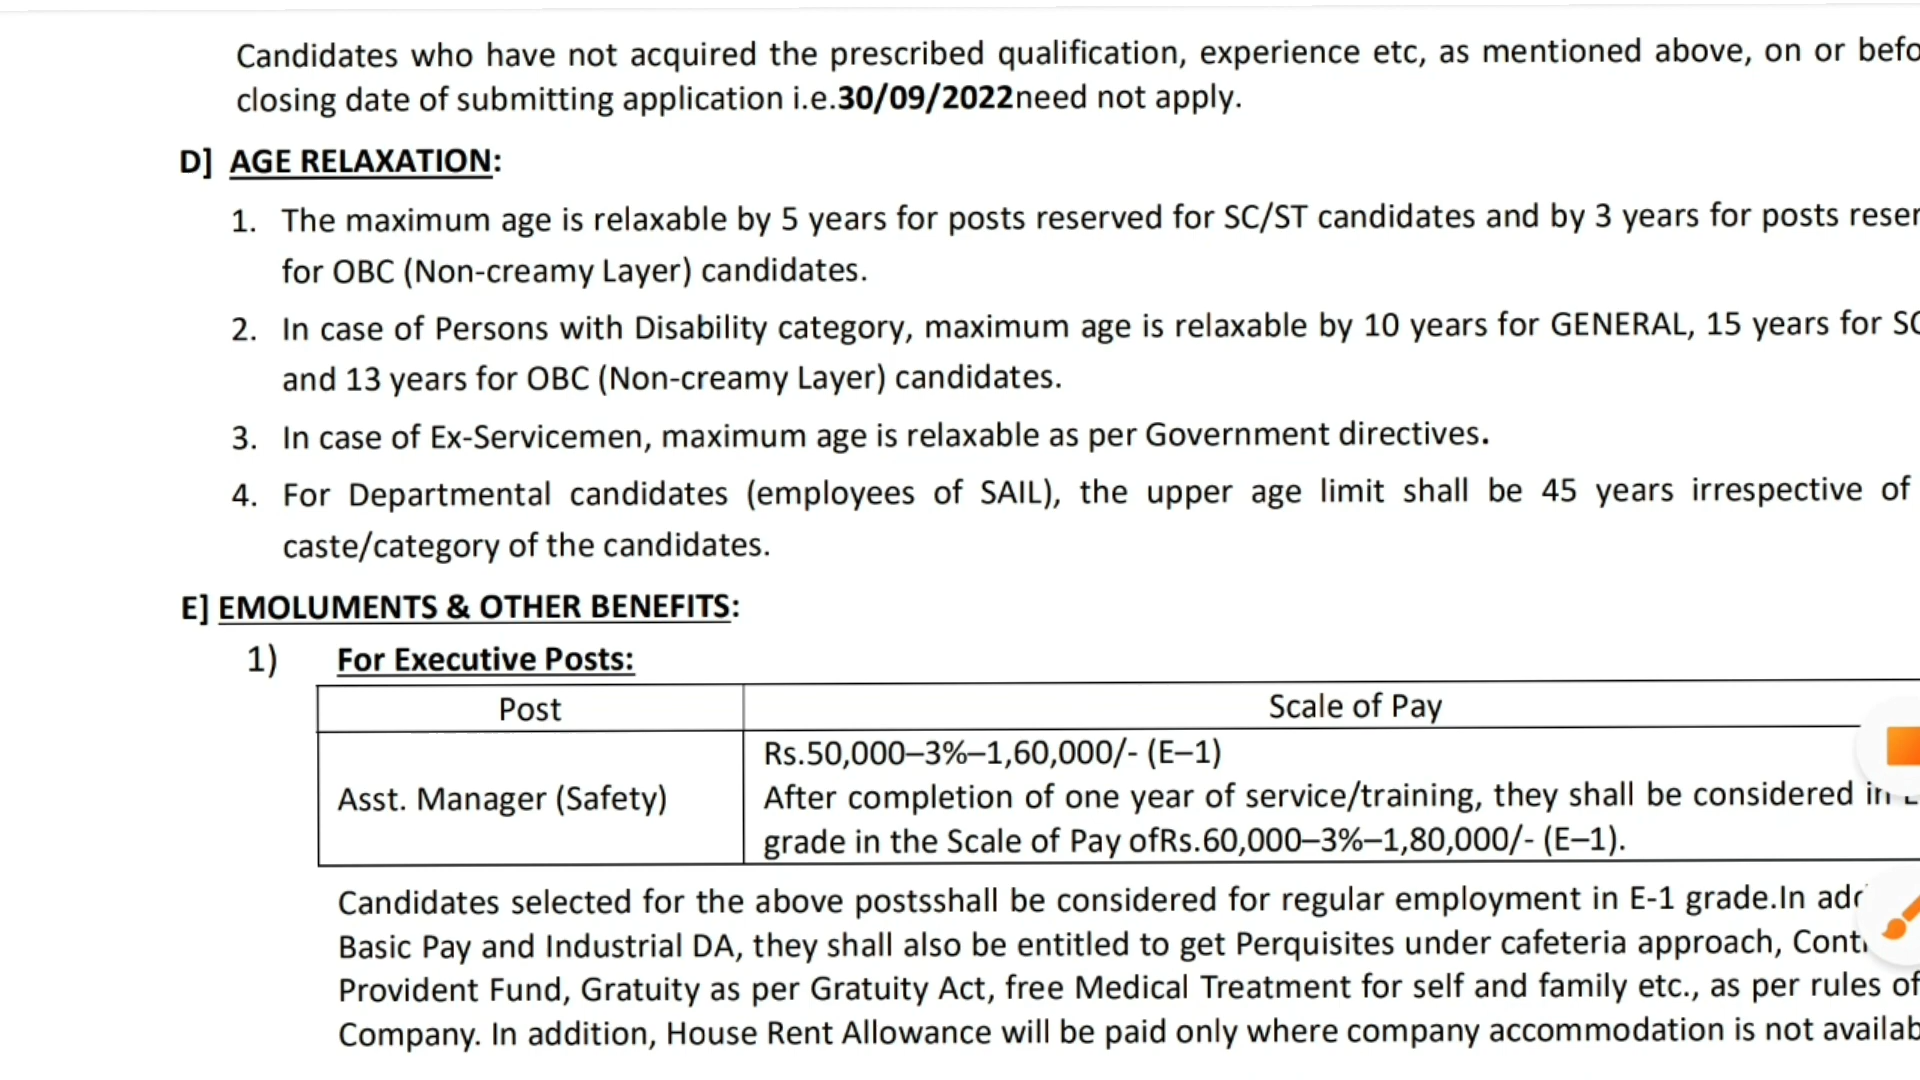 Candidates who have not acquired the prescribed qualification, experience etc, as mentioned above, on or
closing date of submitting application i.e.30/09/2022need not apply.
D] AGE RELAXATION:
1. The maximum age is relaxable by 5 years for posts reserved for SC/ST candidates and by 3 years for posts
for OBC (Non-creamy Layer) candidates.
2. In case of Persons with Disability category, maximum age is relaxable by 10 years for GENERAL, 15 years for
and 13 years for OBC (Non-creamy Layer) candidates.
3. In case of Ex-Servicemen, maximum age is relaxable as per Government directives.
4. For Departmental candidates (employees of SAIL), the upper age limit shall be 45 years irrespective of
caste/category of the candidates.
E] EMOLUMENTS & OTHER BENEFITS:
1) For Executive Posts:
Post Scale of Pay
Rs.50,000–3%–1,60,000/- (E–1)
Asst. Manager (Safety) After completion of one year of service/training, they shall be considered in
grade in the Scale of Pay ofRs.60,000–3%–1,80,000/- (E–1).
Candidates selected for the above postsshall be considered for regular employment in E-1 grade.In
Basic Pay and Industrial DA, they shall also be entitled to get Perquisites under cafeteria approach,
Provident Fund, Gratuity as per Gratuity Act, free Medical Treatment for self and family etc., as per rules of
Company. In addition, House Rent Allowance will be paid only where company accommodation is not